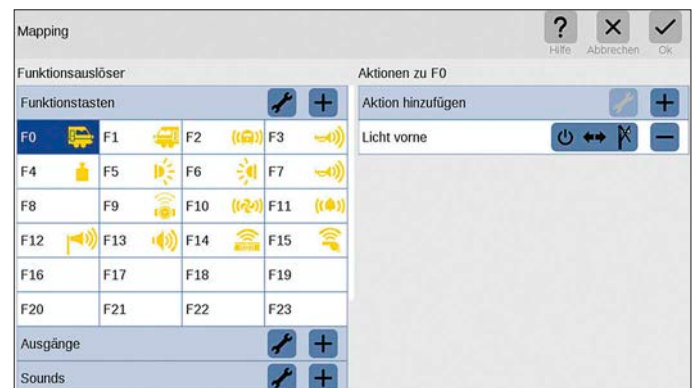 Mapping
? Hilfe
Abbrechen
Ok
Funktionsauslöser
Aktionen zu F0
Funktionstasten
Aktion hinzufügen
F0 F1 F2 F3
Licht vorne
F4 F5 F6 F7
F8 F9 F10 F11
F12 F13 F14 F15
F16 F17 F18 F19
F20 F21 F22 F23
Ausgänge
Sounds